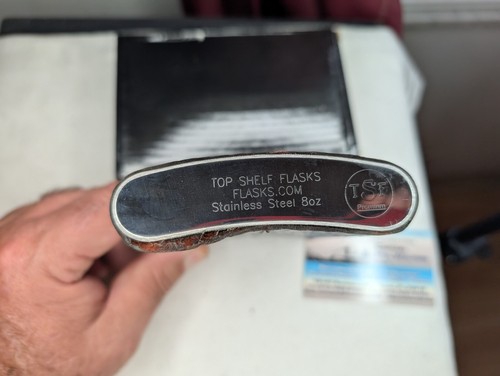 TOP SHELF FLASKS
FLASKS.COM
Stainless Steel 8oz
TSF